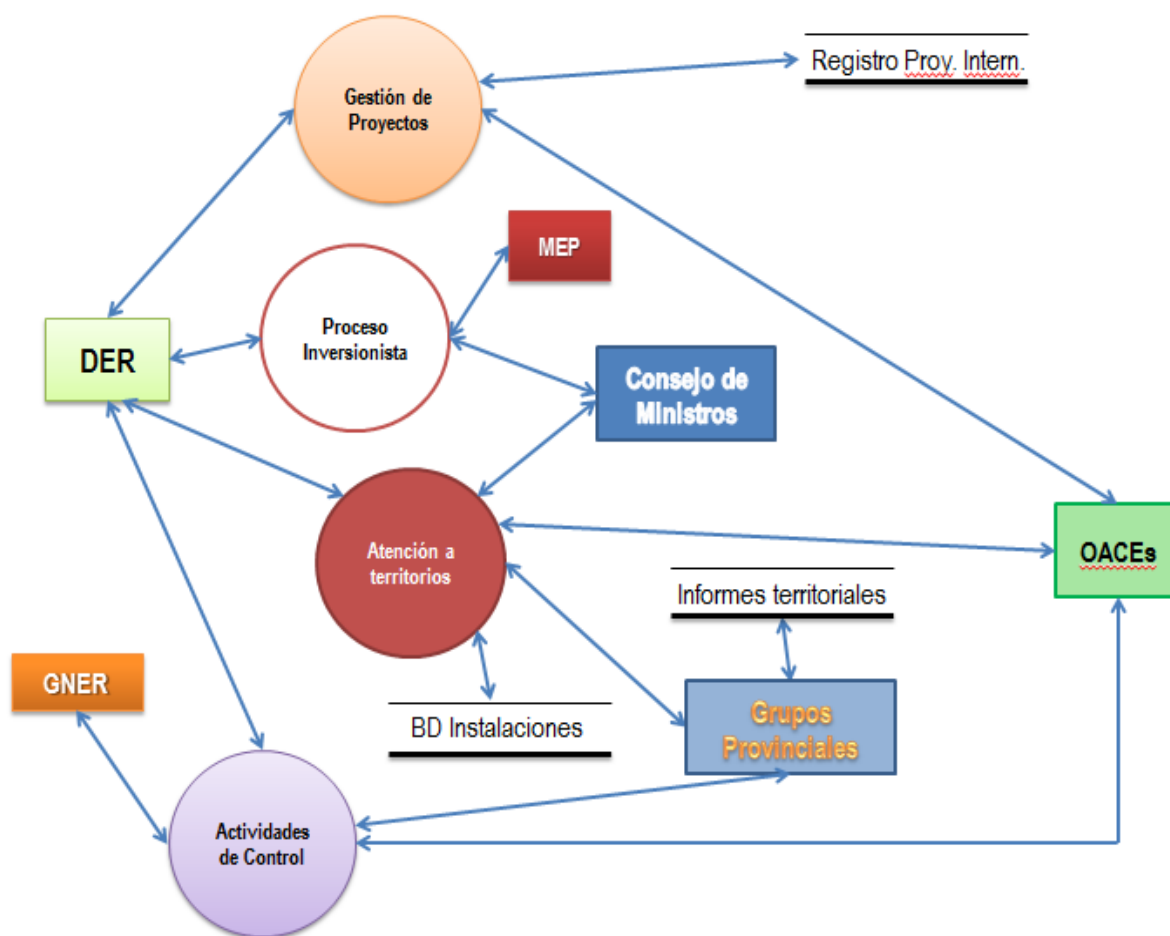 Registro Proy. Intern.
Gestión de
Proyectos
MEP
Proceso
Inversionista
DER
Consejo de
Ministros
Atención a
territorios
OACEs
Informes territoriales
GNER
BD Instalaciones
Grupos
Provinciales
Actividades
de Control